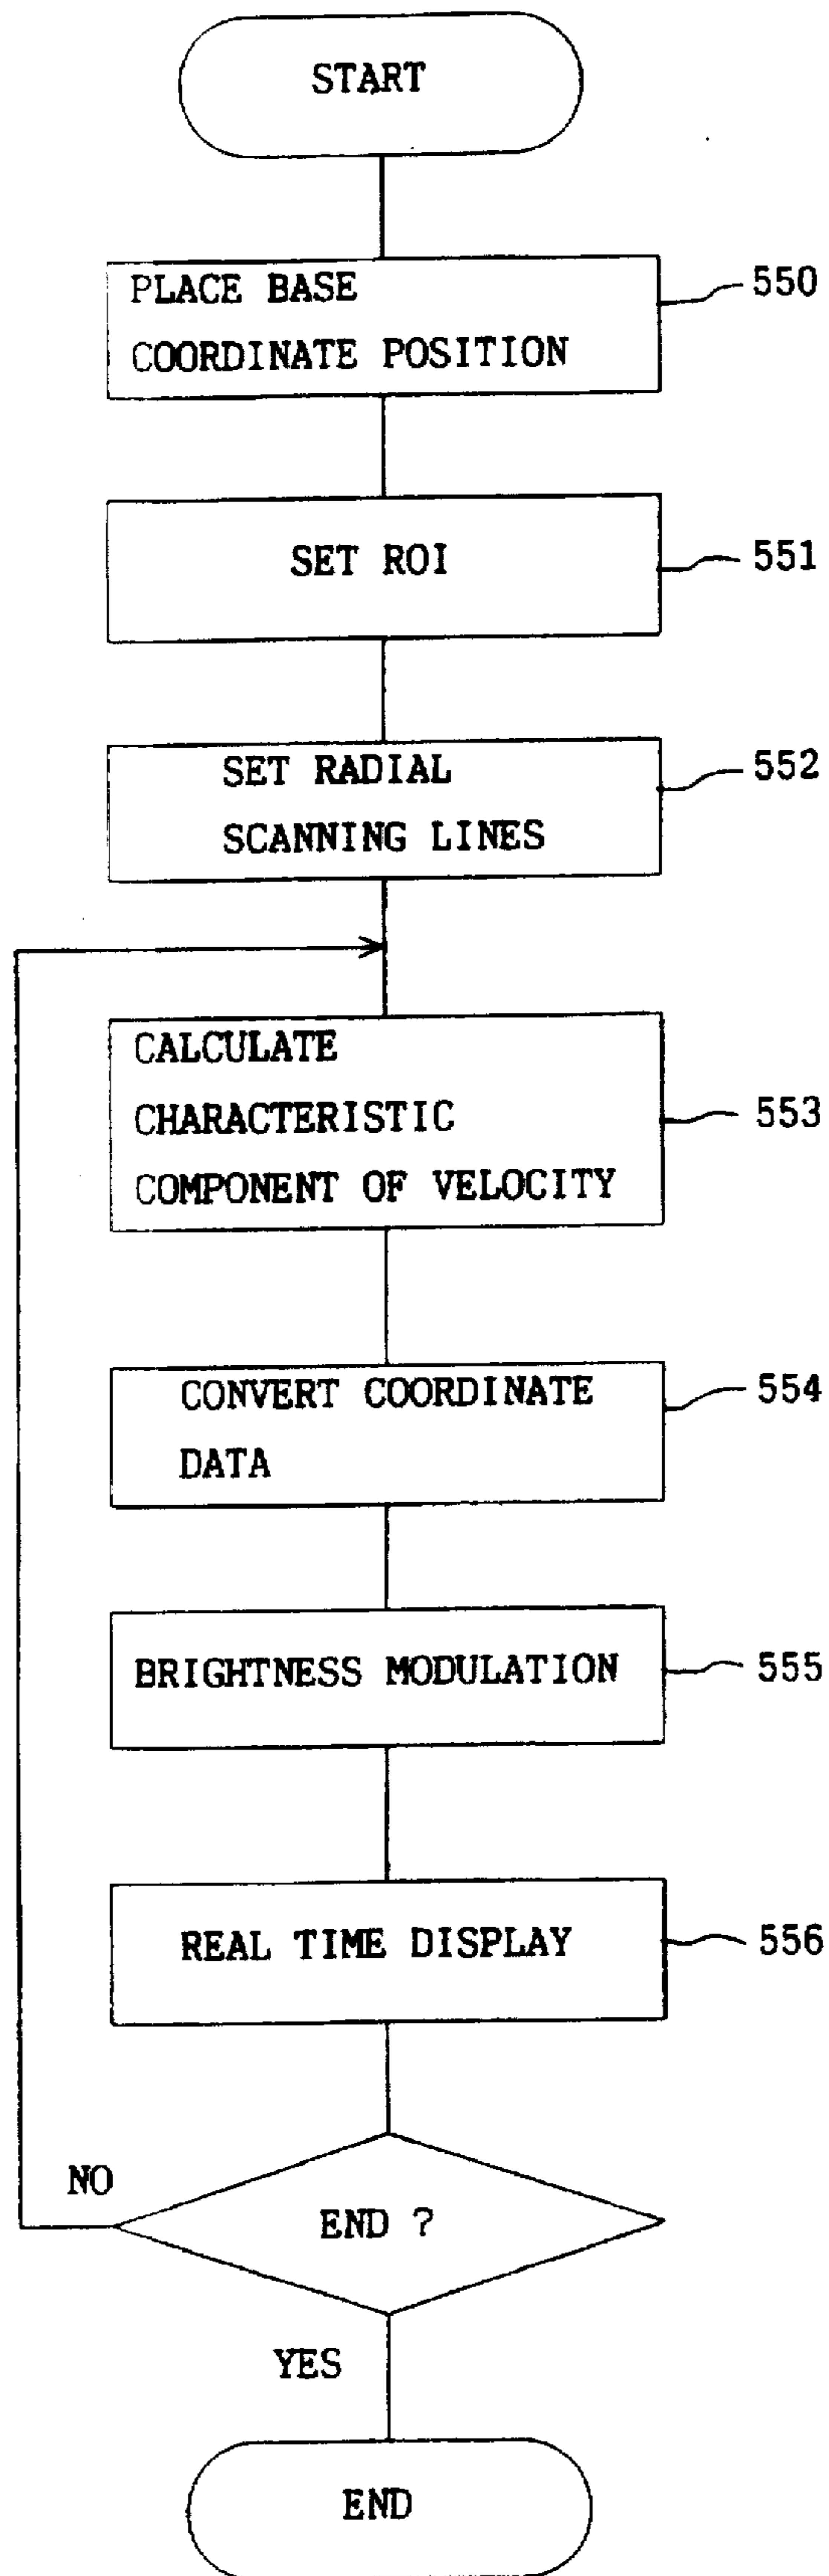 START
PLACE BASE
COORDINATE POSITION
550
SET ROI
551
SET RADIAL
SCANNING LINES
552
CALCULATE
CHARACTERISTIC
COMPONENT OF VELOCITY
553
CONVERT COORDINATE
DATA
554
BRIGHTNESS MODULATION
555
REAL TIME DISPLAY
556
NO
END ?
YES
END